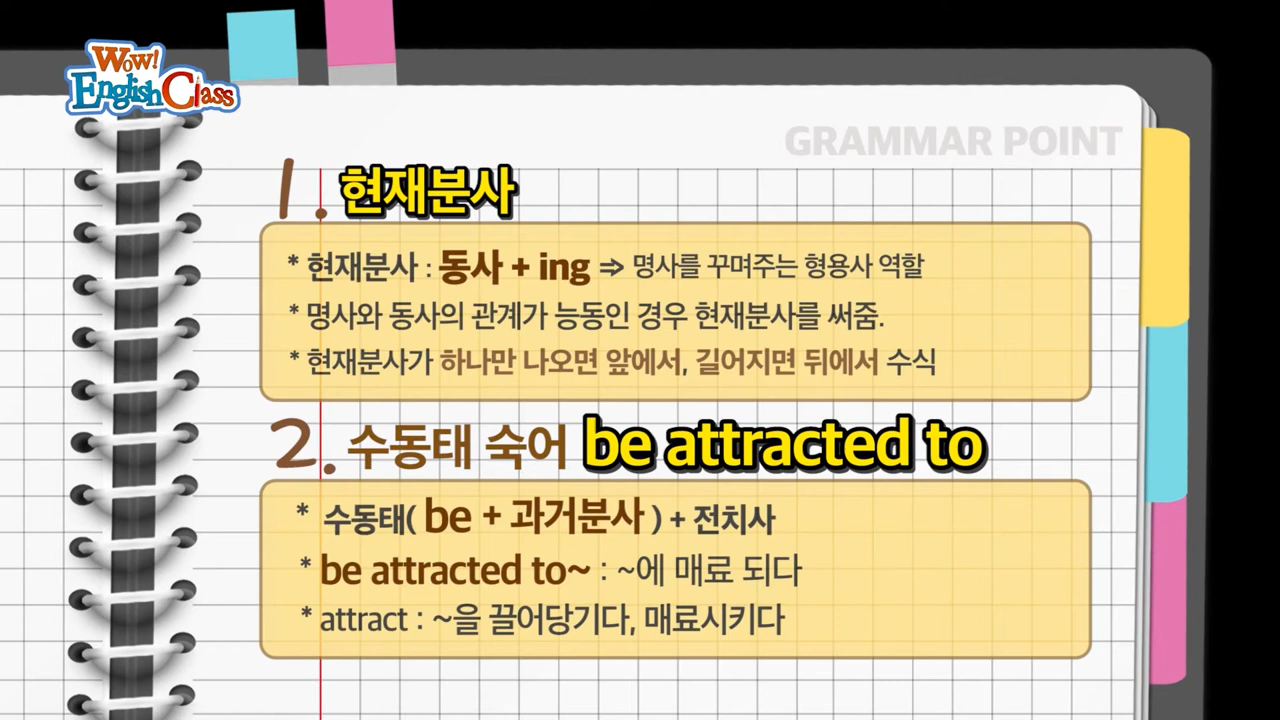 Wow!
English Class
GRAMMAR POINT
1. 현재분사
* 현재분사 : 동사 + ing ⇒ 명사를 꾸며주는 형용사 역할
* 명사와 동사의 관계가 능동인 경우 현재분사를 써줌.
* 현재분사가 하나만 나오면 앞에서, 길어지면 뒤에서 수식
2. 수동태 숙어 be attracted to
* 수동태( be + 과거분사 ) + 전치사
* be attracted to~ : ~에 매료 되다
* attract : ~을 끌어당기다, 매료시키다